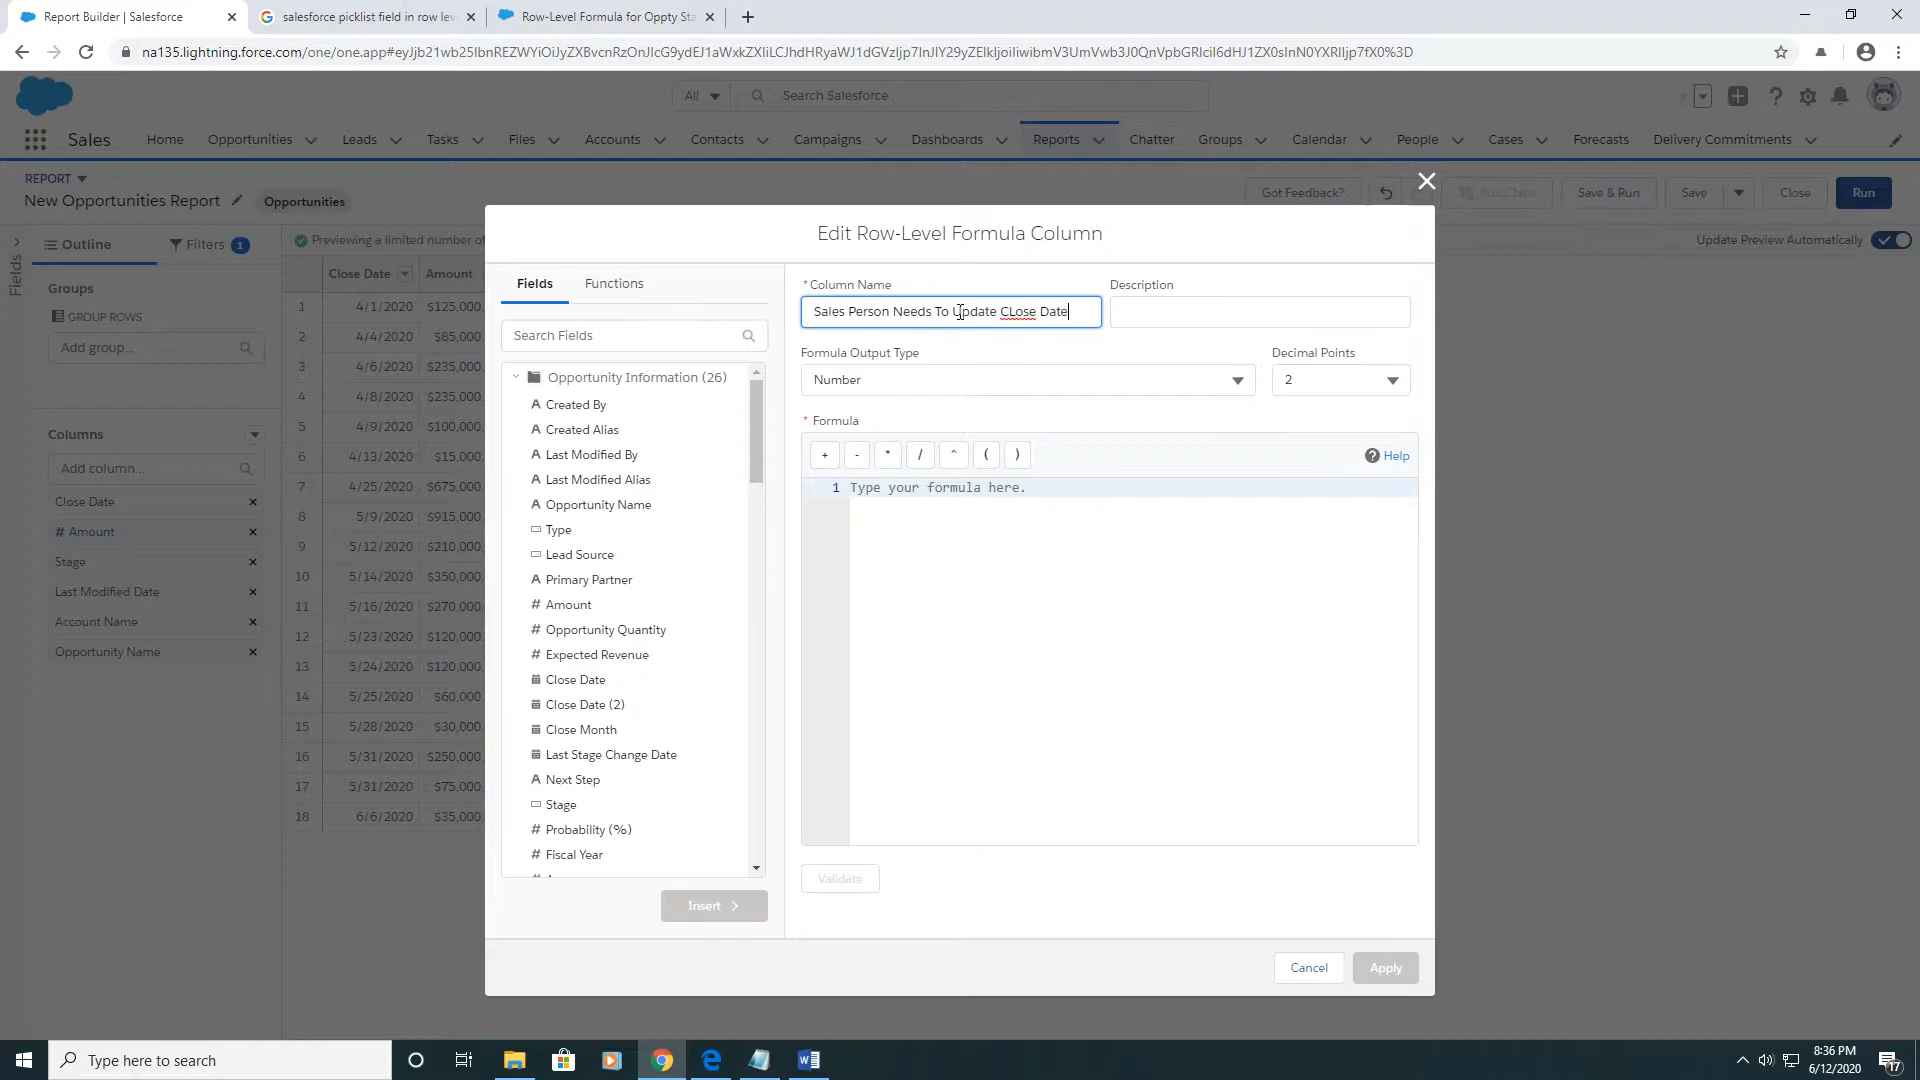 Report Builder | Salesforce
salesforce picklist field in row lev
Row-Level Formula for Oppty Sta
All
Search Salesforce
Sales
Home
Opportunities
Leads
Tasks
Files
Accounts
Contacts
Campaigns
Dashboards
Reports
Chatter
Groups
Calendar
People
Cases
Forecasts
Delivery Commitments
REPORT
New Opportunities Report
Opportunities
Got Feedback?
Save & Run
Save
Close
Run
Fields
Outline
Filters 1
Previewing a limited number of
Update Preview Automatically
Groups
GROUP ROWS
Add group...
Columns
Add column...
Close Date
# Amount
Stage
Last Modified Date
Account Name
Opportunity Name
Close Date Amount
1 4/1/2020 $125,000.
2 4/4/2020 $85,000.
3 4/6/2020 $235,000.
4 4/8/2020 $235,000.
5 4/9/2020 $100,000.
6 4/13/2020 $15,000.
7 4/25/2020 $675,000.
8 5/9/2020 $915,000.
9 5/12/2020 $210,000.
10 5/14/2020 $350,000.
11 5/16/2020 $270,000.
12 5/23/2020 $120,000.
13 5/24/2020 $120,000.
14 5/25/2020 $60,000.
15 5/28/2020 $30,000.
16 5/31/2020 $250,000.
17 5/31/2020 $75,000.
18 6/6/2020 $35,000.
Edit Row-Level Formula Column
Fields
Functions
Search Fields
Opportunity Information (26)
A Created By
A Created Alias
A Last Modified By
A Last Modified Alias
A Opportunity Name
Type
Lead Source
A Primary Partner
# Amount
# Opportunity Quantity
# Expected Revenue
Close Date
Close Date (2)
Close Month
Last Stage Change Date
A Next Step
Stage
# Probability (%)
# Fiscal Year
Insert
* Column Name
Sales Person Needs To Update CLose Date
Description
Formula Output Type
Number
Decimal Points
2
* Formula
+ - * / ^ ( )
Help
1 Type your formula here.
Validate
Cancel
Apply
Type here to search
8:36 PM
6/12/2020
17